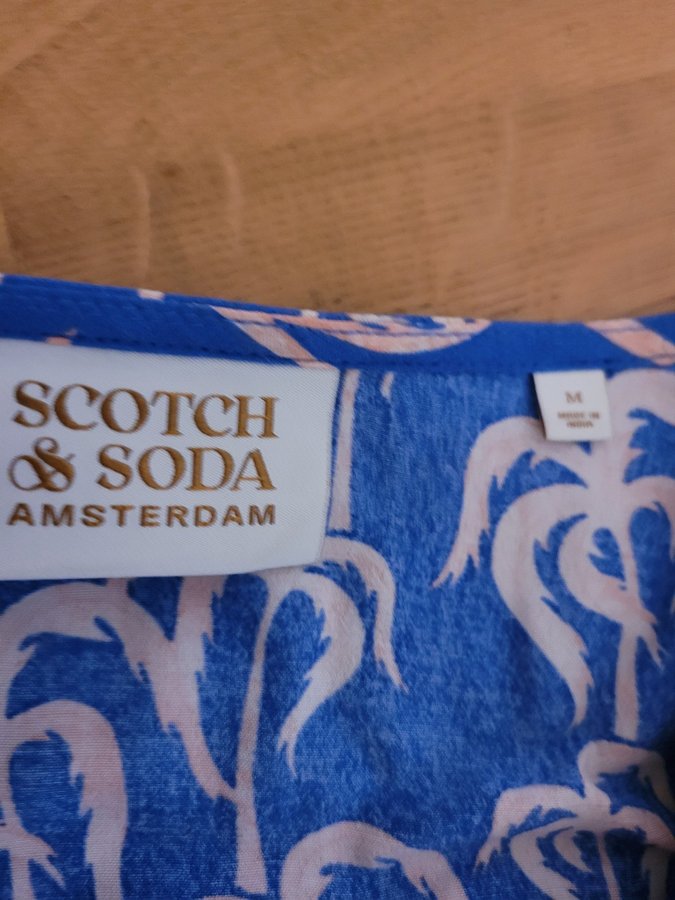 SCOTCH
& SODA
AMSTERDAM
M
MADE IN
INDIA